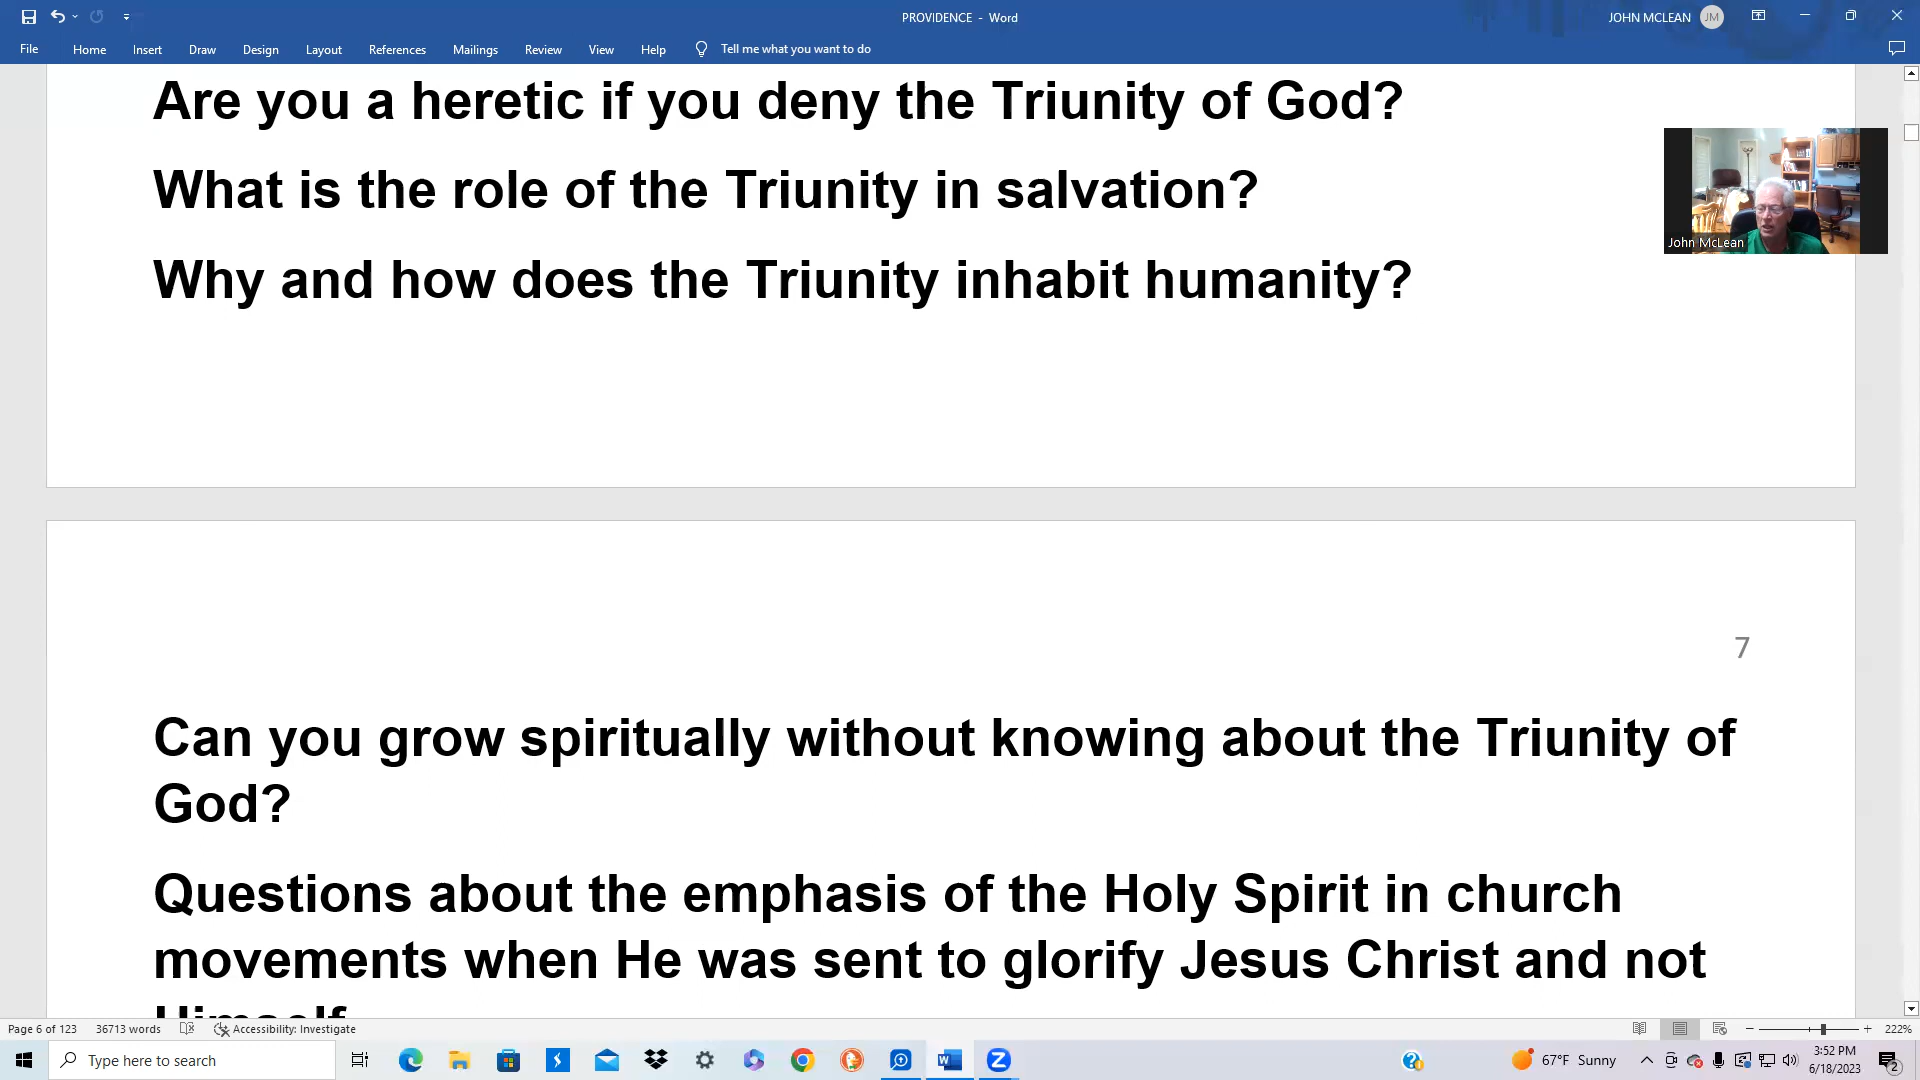 PROVIDENCE - Word
JOHN MCLEAN JM
File Home Insert Draw Design Layout References Mailings Review View Help Tell me what you want to do
Are you a heretic if you deny the Triunity of God?
What is the role of the Triunity in salvation?
Why and how does the Triunity inhabit humanity?
John McLean
7
Can you grow spiritually without knowing about the Triunity of
God?
Questions about the emphasis of the Holy Spirit in church
movements when He was sent to glorify Jesus Christ and not
Himself
Page 6 of 123 36713 words Accessibility: Investigate 222%
Type here to search
67°F Sunny
3:52 PM
6/18/2023
2